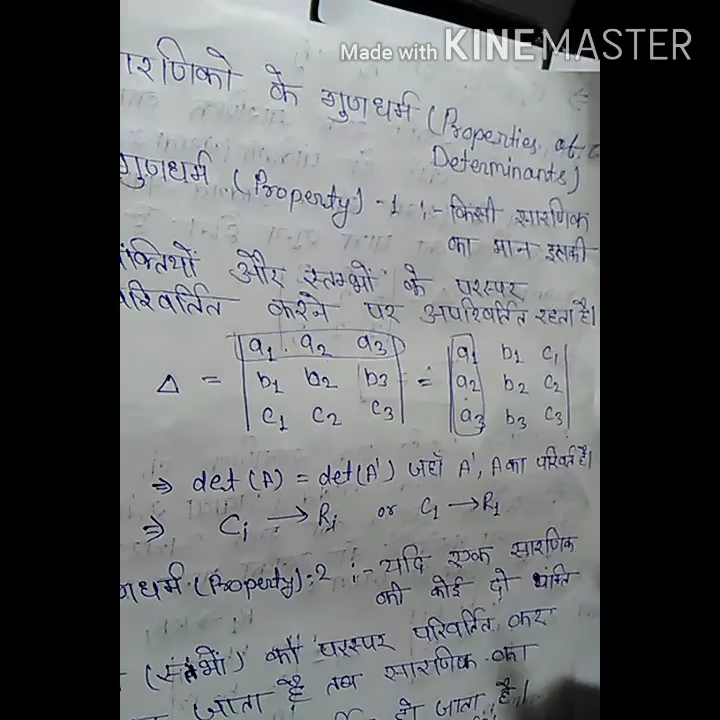 Made with KINEMASTER
ारणिको के गुणधर्म (Properties of
Determinants)
गुणधर्म (Property) -1 :- किसी सारणिक
का मान इसकी
ंक्तियों और स्तम्भों के परस्पर
परिवर्तित करने पर अपरिवर्तित रहता है।
a1 a2 a3 a1 b1 c1
Δ = b1 b2 b3 = a2 b2 c2
c1 c2 c3 a3 b3 c3
⇒ det(A) = det(A') जहाँ A', A का परिवर्त है।
⇒ Ci → Rj or C1 → R1
णधर्म (Property):2 :- यदि एक सारणिक
की कोई दो पंक्ति
(स्तंभों) को परस्पर परिवर्तित कर
जाता है तब सारणिक का
हो जाता है।